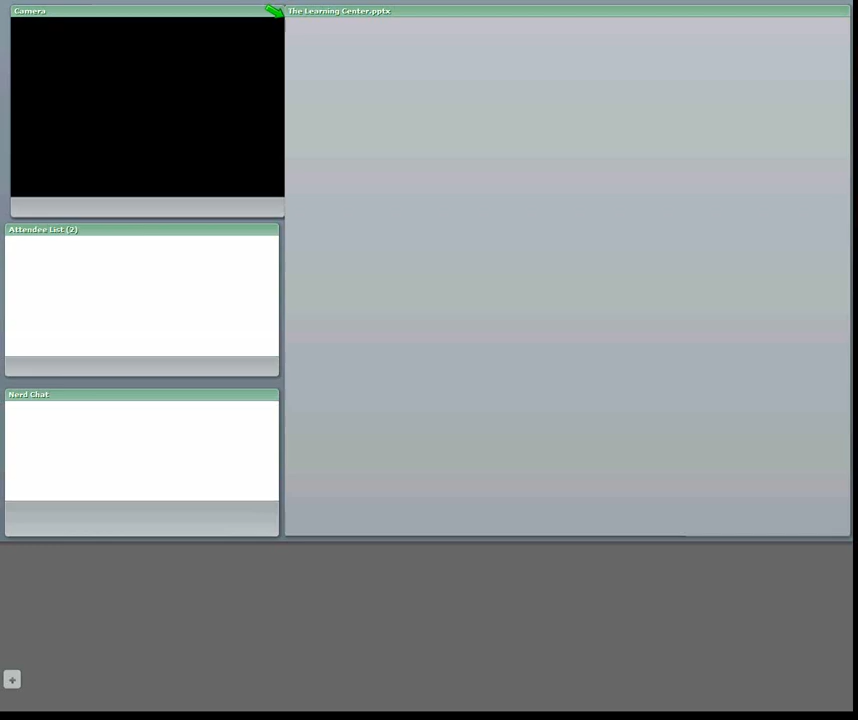 Camera
The Learning Center.pptx
Attendee List (2)
Nerd Chat
+